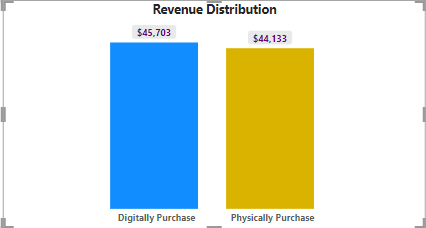 Revenue Distribution
$45,703
$44,133
Digitally Purchase
Physically Purchase